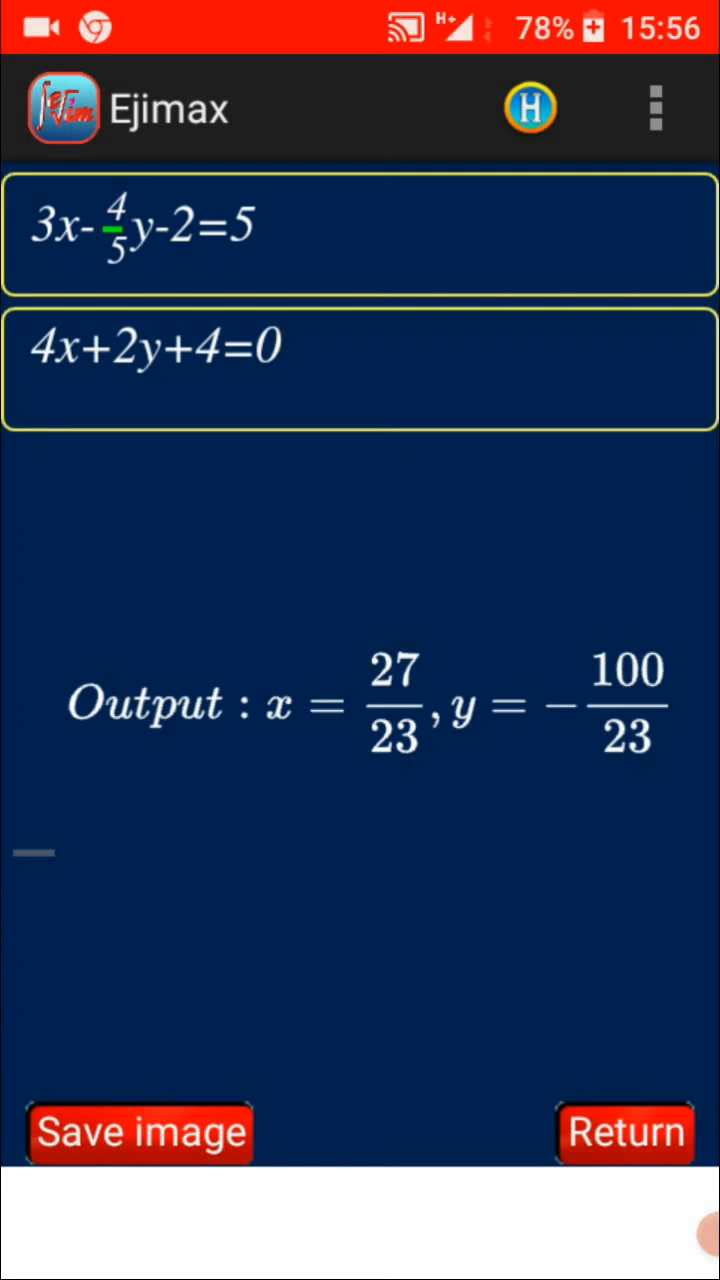 H+ 78% 15:56
Ejimax H
3x-4/5y-2=5
4x+2y+4=0
Output : x = 27/23, y = -100/23
Save image Return